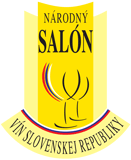 NÁRODNÝ
SALÓN
VÍN SLOVENSKEJ REPUBLIKY